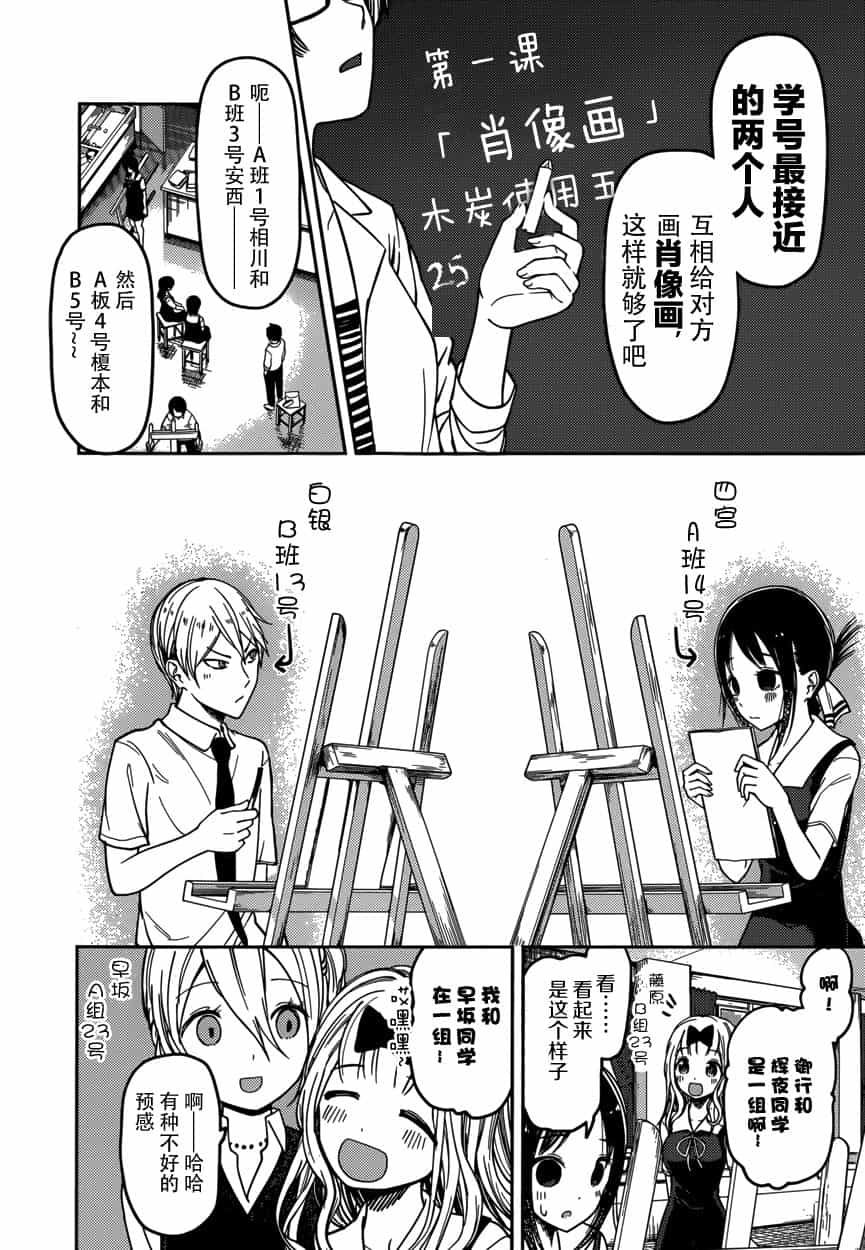 学号最接近
的两个人
互相给对方
画肖像画,
这样就够了吧
第一课
「肖像画」
木炭使用五
25
呃——A班1号相川和
B班3号安西——
然后
A板4号榎本和
B5号~~
四宫
A班14号
白银
B班13号
啊!
御行和
辉夜同学
是一组啊~
藤原
B组23号
看……
看起来
是这个样子
我和
早坂同学
在一组!
艾嘿嘿~
早坂
A组23号
啊——哈哈
有种不好的
预感